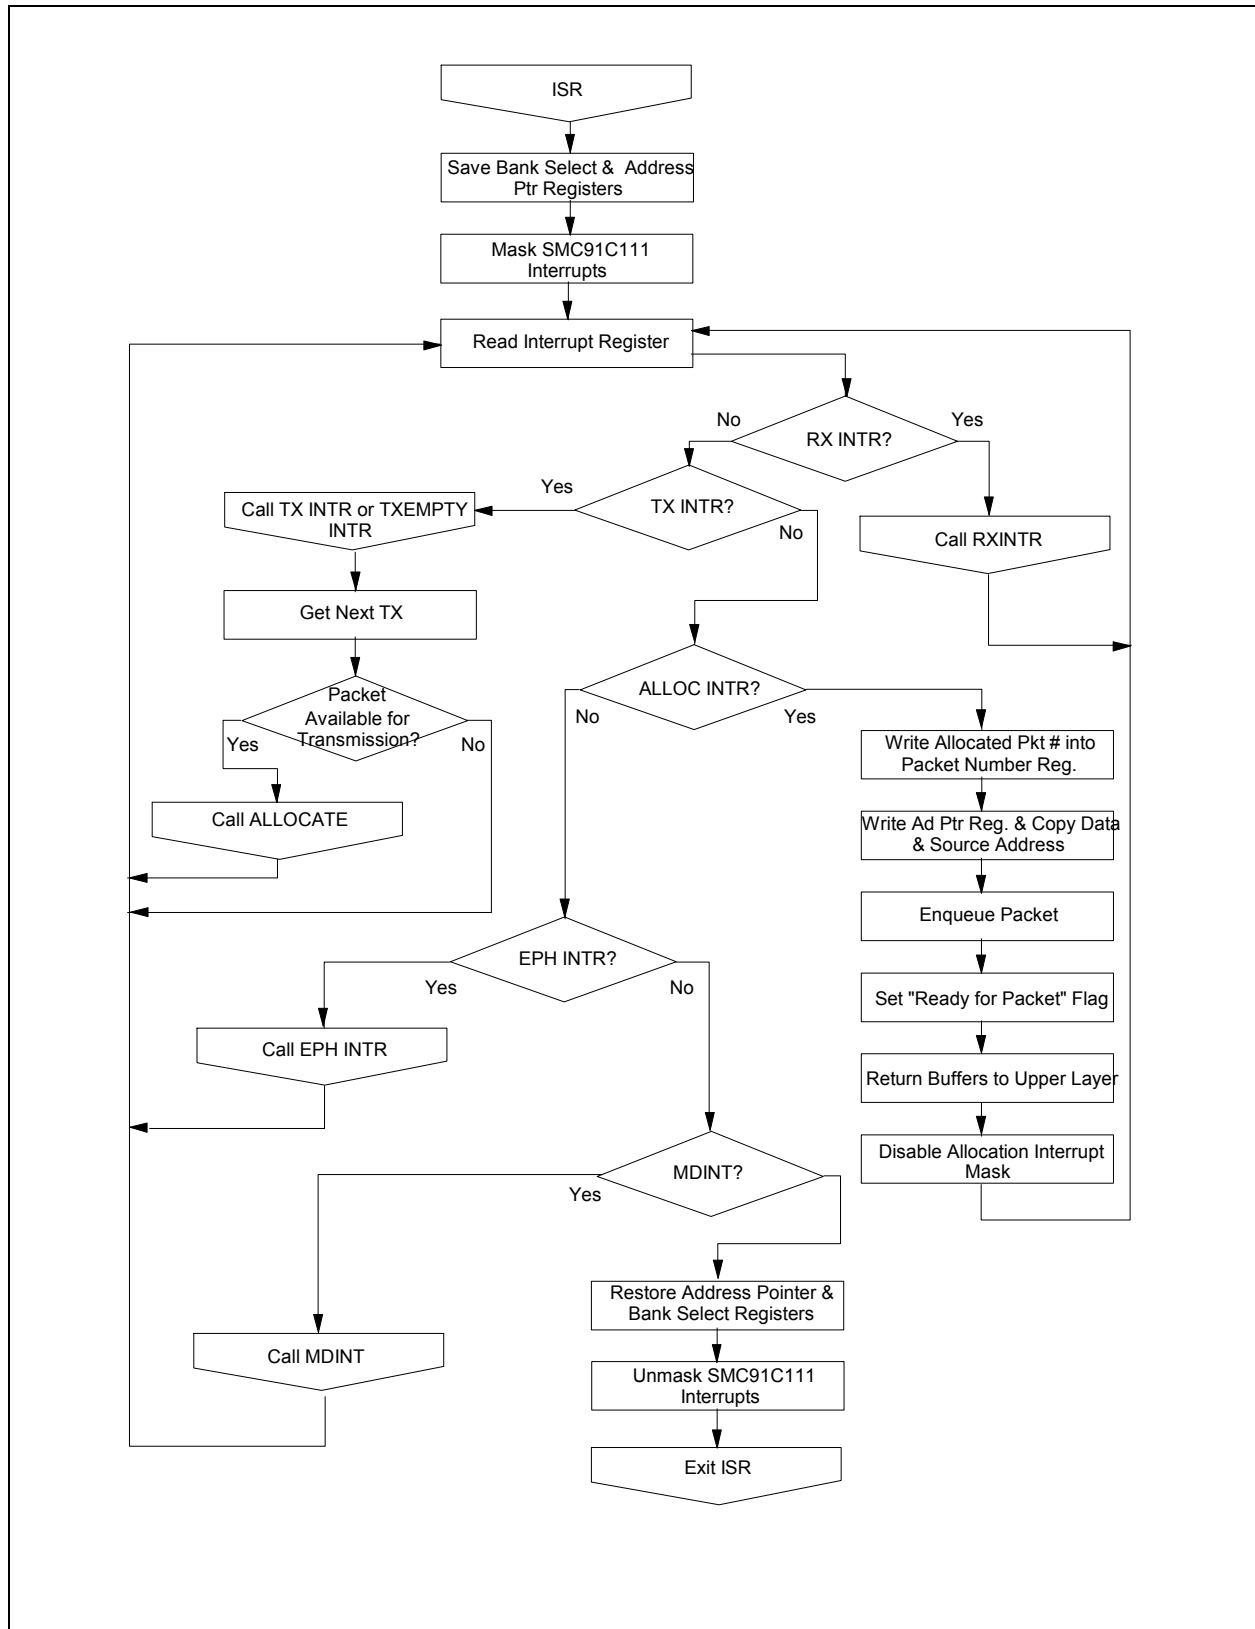 ISR
Save Bank Select & Address
Ptr Registers
Mask SMC91C111
Interrupts
Read Interrupt Register
No
Yes
RX INTR?
Yes
TX INTR?
No
Call TX INTR or TXEMPTY
INTR
Call RXINTR
Get Next TX
ALLOC INTR?
No
Yes
Packet
Available for
Transmission?
Yes
No
Write Allocated Pkt # into
Packet Number Reg.
Call ALLOCATE
Write Ad Ptr Reg. & Copy Data
& Source Address
Enqueue Packet
EPH INTR?
Yes
No
Set "Ready for Packet" Flag
Call EPH INTR
Return Buffers to Upper Layer
Disable Allocation Interrupt
Mask
MDINT?
Yes
Restore Address Pointer &
Bank Select Registers
Call MDINT
Unmask SMC91C111
Interrupts
Exit ISR